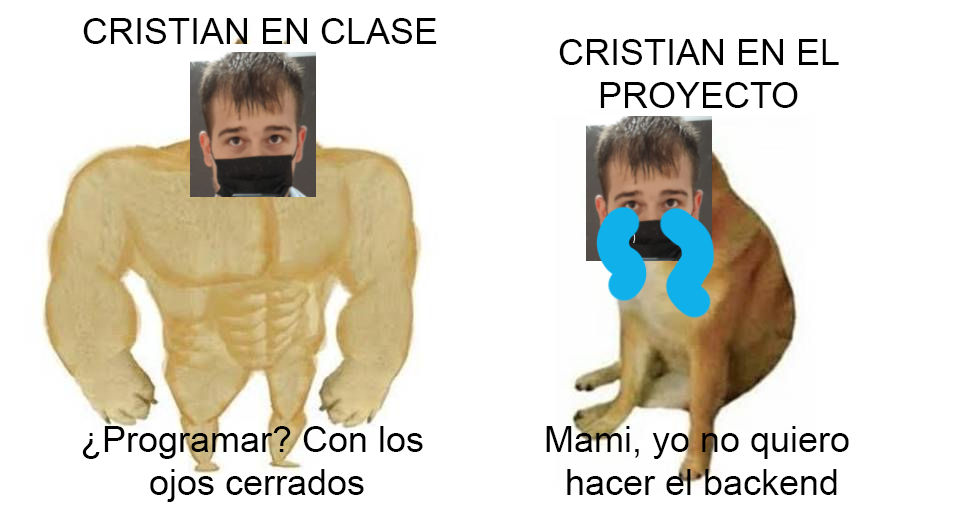 CRISTIAN EN CLASE
¿Programar? Con los
ojos cerrados
CRISTIAN EN EL
PROYECTO
Mami, yo no quiero
hacer el backend